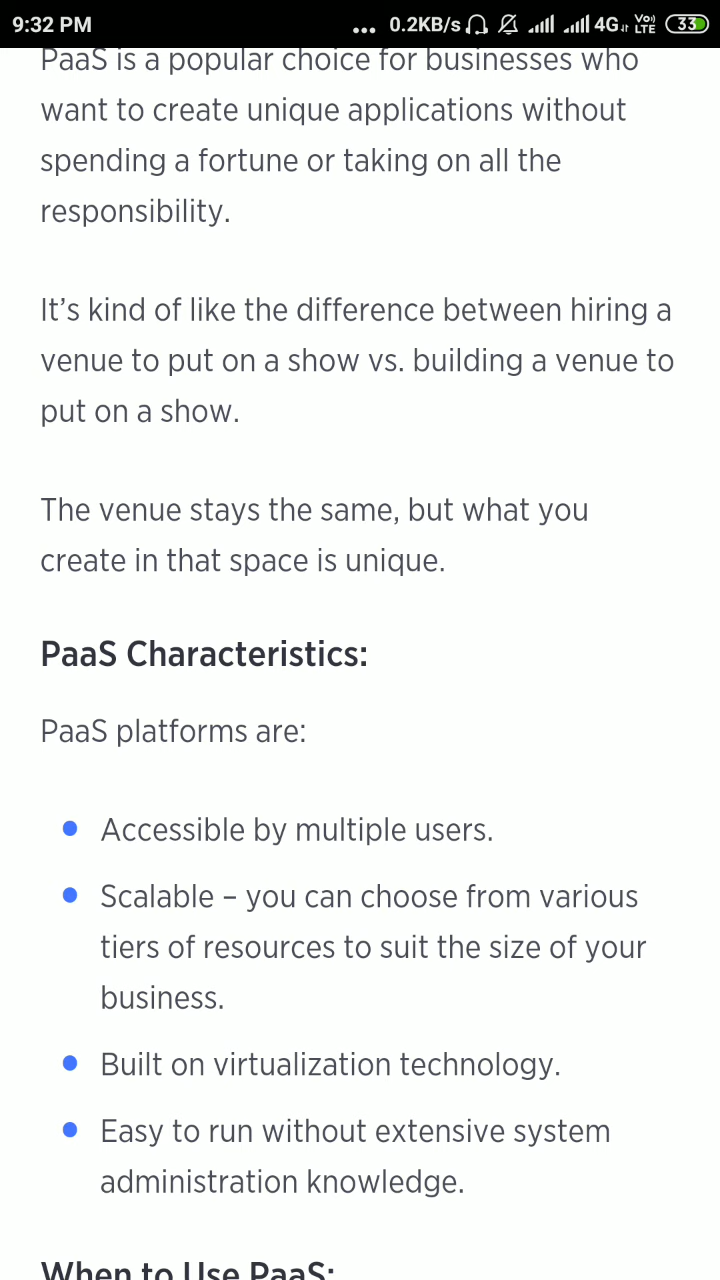 9:32 PM
... 0.2KB/s 4G Vo)) LTE 33
PaaS is a popular choice for businesses who
want to create unique applications without
spending a fortune or taking on all the
responsibility.
It’s kind of like the difference between hiring a
venue to put on a show vs. building a venue to
put on a show.
The venue stays the same, but what you
create in that space is unique.
PaaS Characteristics:
PaaS platforms are:
Accessible by multiple users.
Scalable – you can choose from various
tiers of resources to suit the size of your
business.
Built on virtualization technology.
Easy to run without extensive system
administration knowledge.
When to Use PaaS: